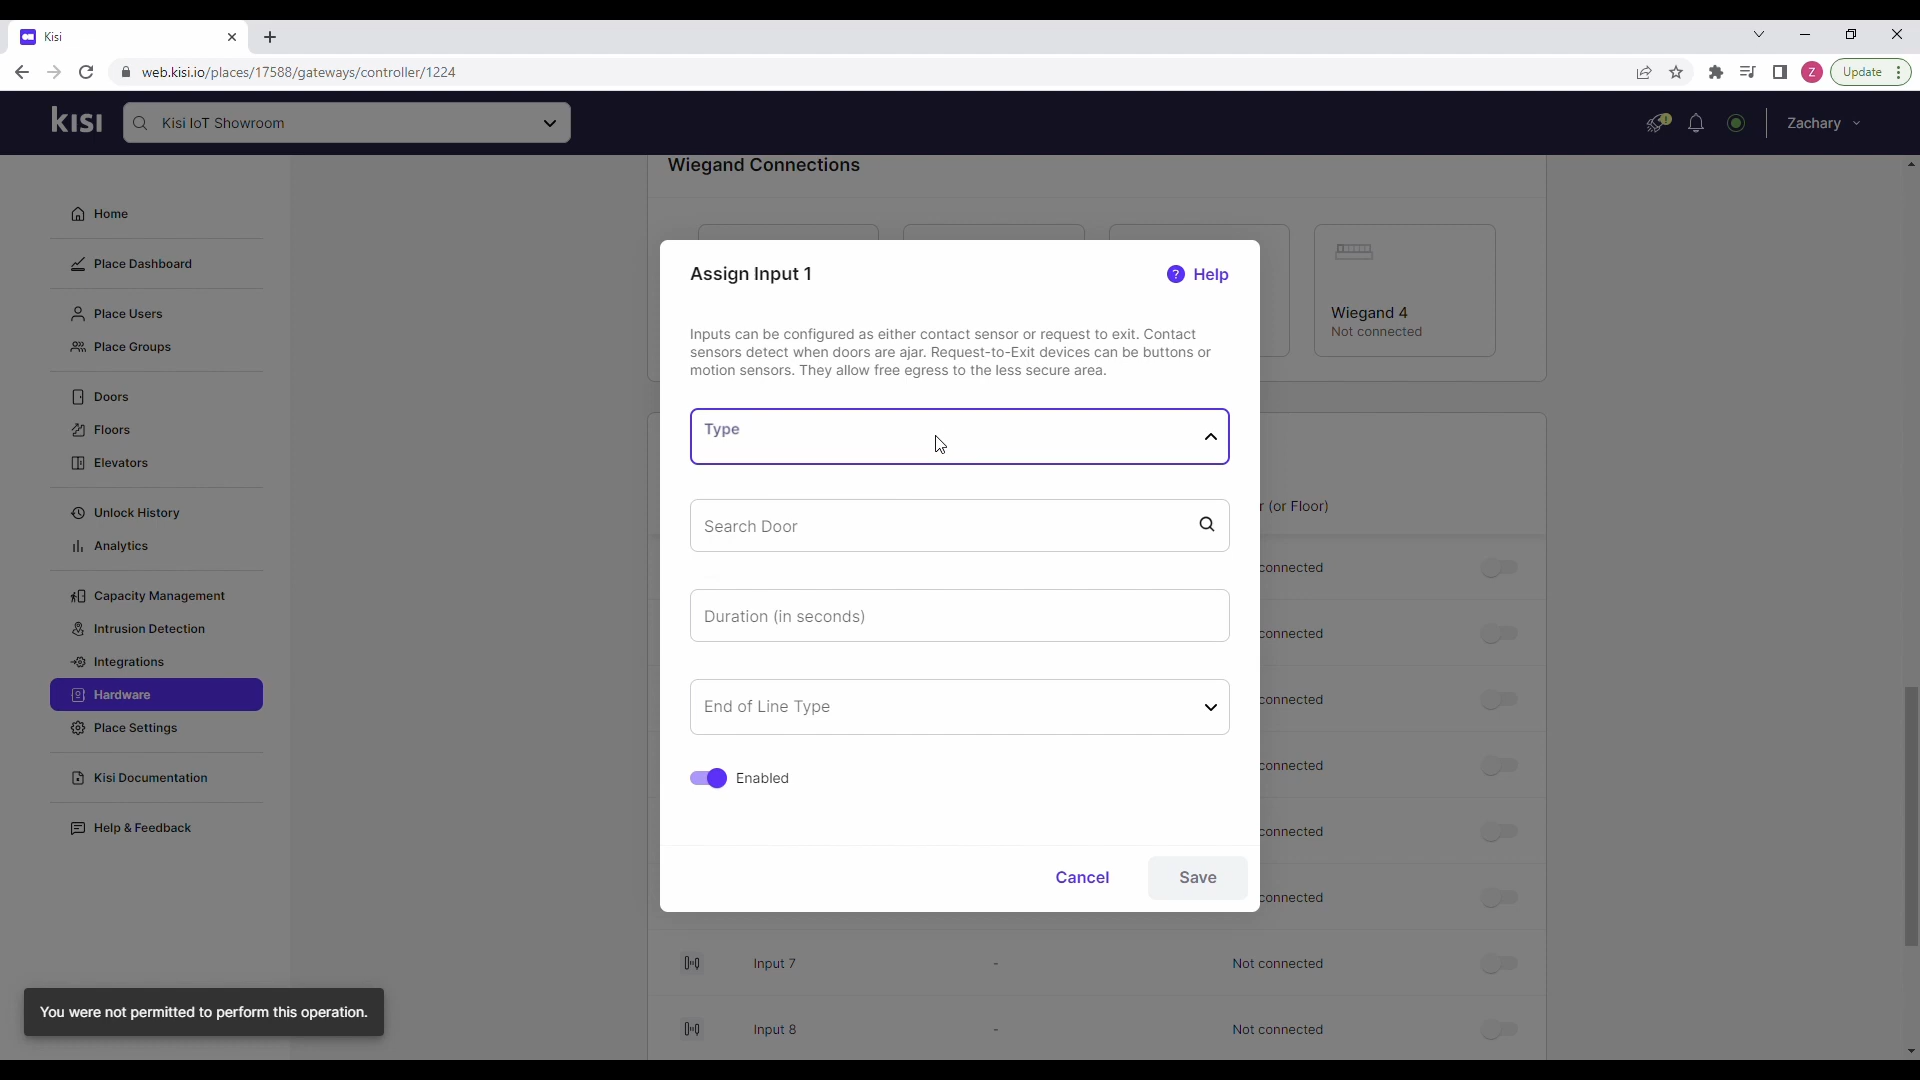 Kisi
web.kisi.io/places/17588/gateways/controller/1224
Z
Update
kisi
Kisi IoT Showroom
Zachary
Home
Place Dashboard
Place Users
Place Groups
Doors
Floors
Elevators
Unlock History
Analytics
Capacity Management
Intrusion Detection
Integrations
Hardware
Place Settings
Kisi Documentation
Help & Feedback
Wiegand Connections
Wiegand 4
Not connected
Assign Input 1
? Help
Inputs can be configured as either contact sensor or request to exit. Contact
sensors detect when doors are ajar. Request-to-Exit devices can be buttons or
motion sensors. They allow free egress to the less secure area.
Type
Search Door
Duration (in seconds)
End of Line Type
Enabled
Cancel
Save
(or Floor)
connected
connected
connected
connected
connected
connected
Input 7 - Not connected
Input 8 - Not connected
You were not permitted to perform this operation.